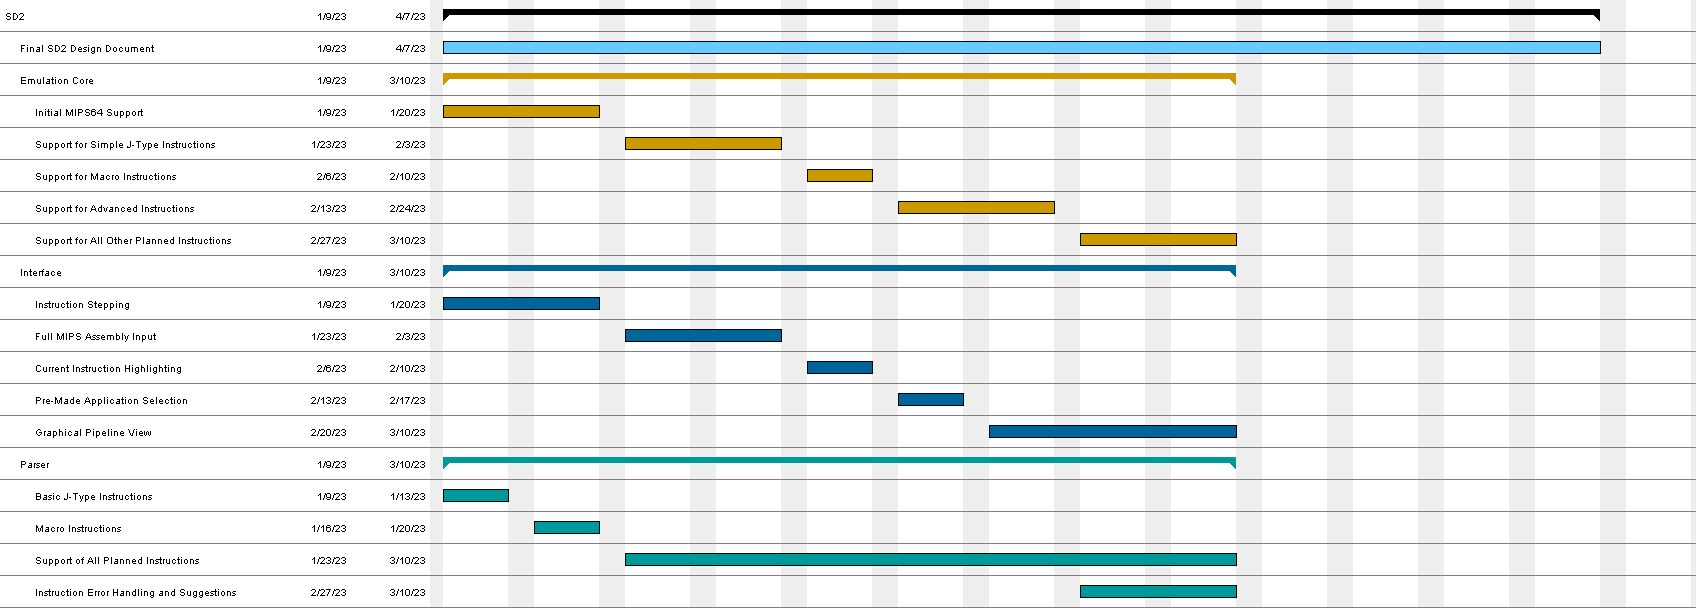 SD2 1/9/23 4/7/23
Final SD2 Design Document 1/9/23 4/7/23
Emulation Core 1/9/23 3/10/23
Initial MIPS64 Support 1/9/23 1/20/23
Support for Simple J-Type Instructions 1/23/23 2/3/23
Support for Macro Instructions 2/6/23 2/10/23
Support for Advanced Instructions 2/13/23 2/24/23
Support for All Other Planned Instructions 2/27/23 3/10/23
Interface 1/9/23 3/10/23
Instruction Stepping 1/9/23 1/20/23
Full MIPS Assembly Input 1/23/23 2/3/23
Current Instruction Highlighting 2/6/23 2/10/23
Pre-Made Application Selection 2/13/23 2/17/23
Graphical Pipeline View 2/20/23 3/10/23
Parser 1/9/23 3/10/23
Basic J-Type Instructions 1/9/23 1/13/23
Macro Instructions 1/16/23 1/20/23
Support of All Planned Instructions 1/23/23 3/10/23
Instruction Error Handling and Suggestions 2/27/23 3/10/23